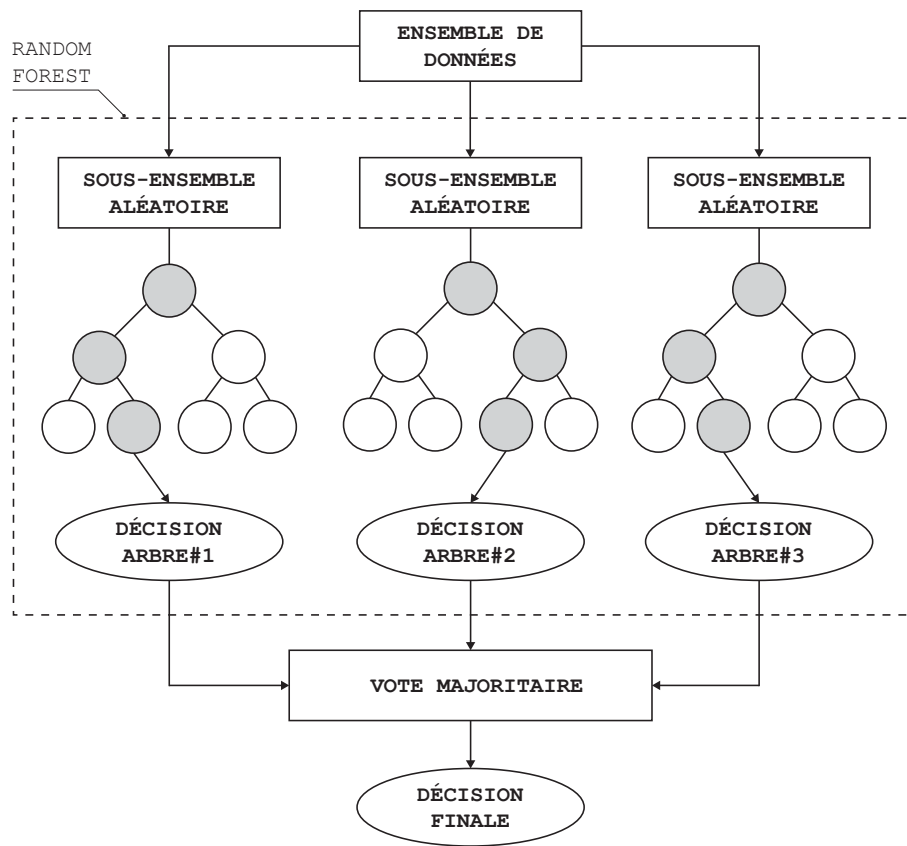 ENSEMBLE DE
DONNÉES
RANDOM
FOREST
SOUS-ENSEMBLE
ALÉATOIRE
SOUS-ENSEMBLE
ALÉATOIRE
SOUS-ENSEMBLE
ALÉATOIRE
DÉCISION
ARBRE#1
DÉCISION
ARBRE#2
DÉCISION
ARBRE#3
VOTE MAJORITAIRE
DÉCISION
FINALE